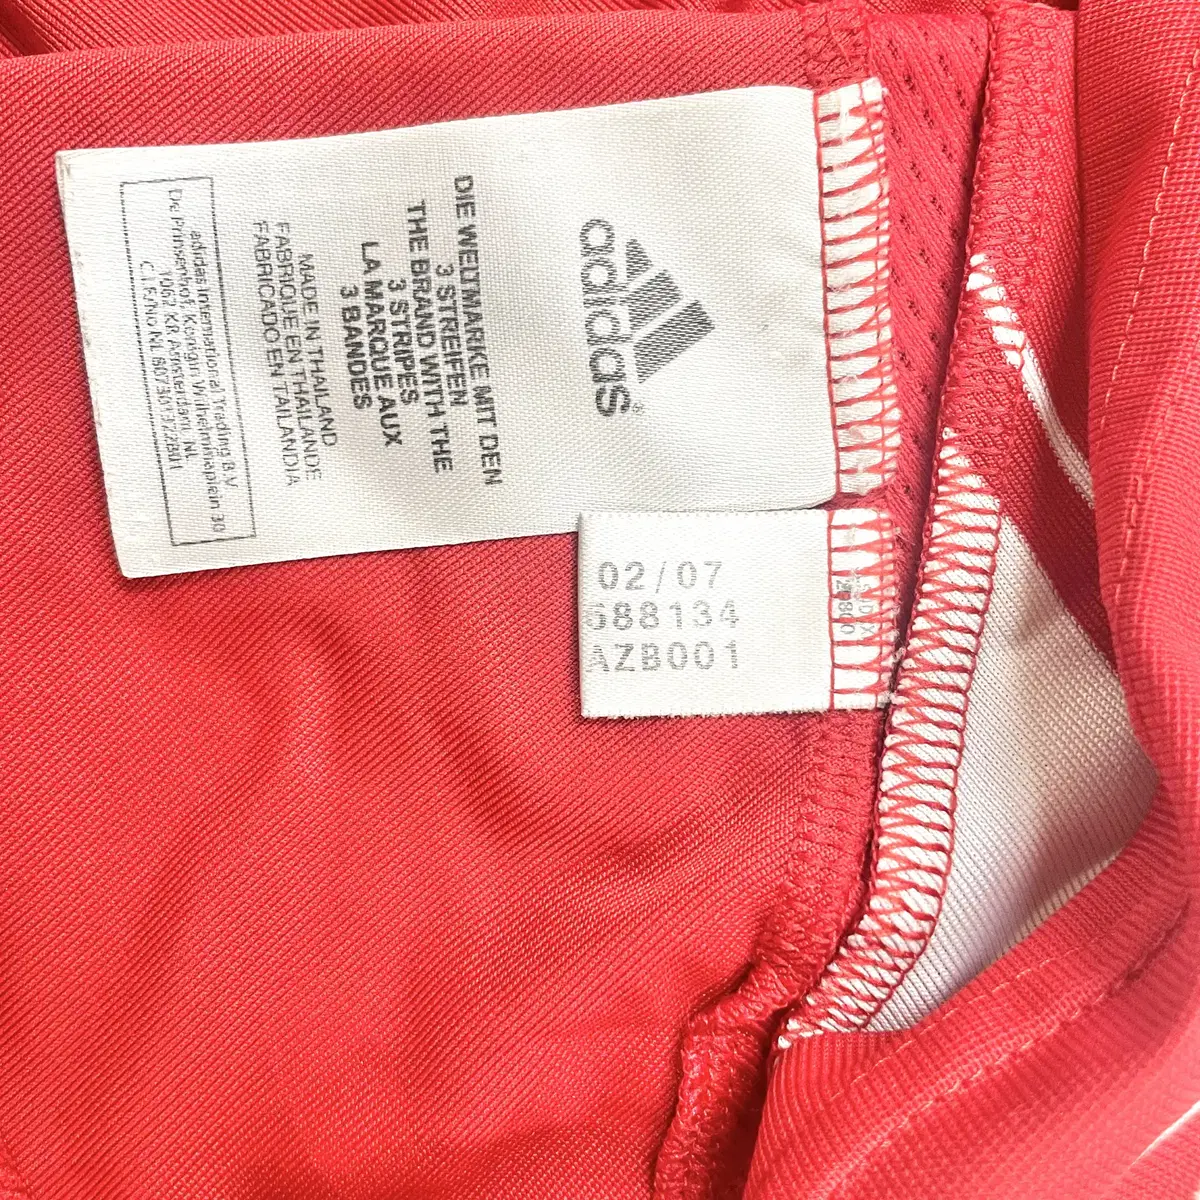 adidas
DIE WELTMARKE MIT DEN
3 STREIFEN
THE BRAND WITH THE
3 STRIPES
LA MARQUE AUX
3 BANDES
MADE IN THAILAND
FABRIQUE EN THAILANDE
FABRICADO EN TAILANDIA
adidas International Trading B.V.
De Prinsenhof, Konigin Wilhelminaplein 30
1062 KR Amsterdam, NL
02/07
688134
AZB001